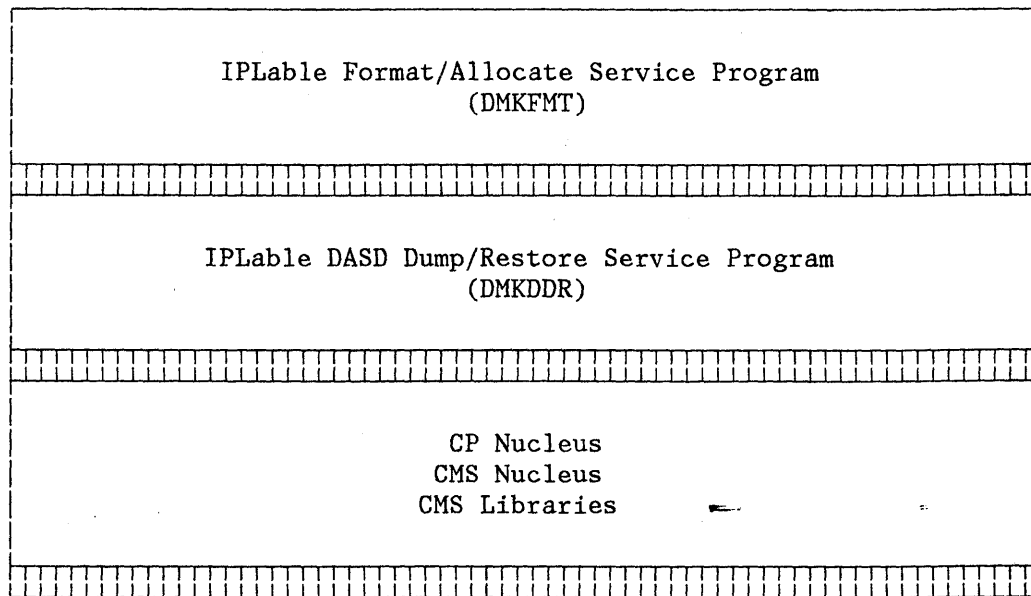 IPLable Format/Allocate Service Program
(DMKFMT)
IPLable DASD Dump/Restore Service Program
(DMKDDR)
CP Nucleus
CMS Nucleus
CMS Libraries